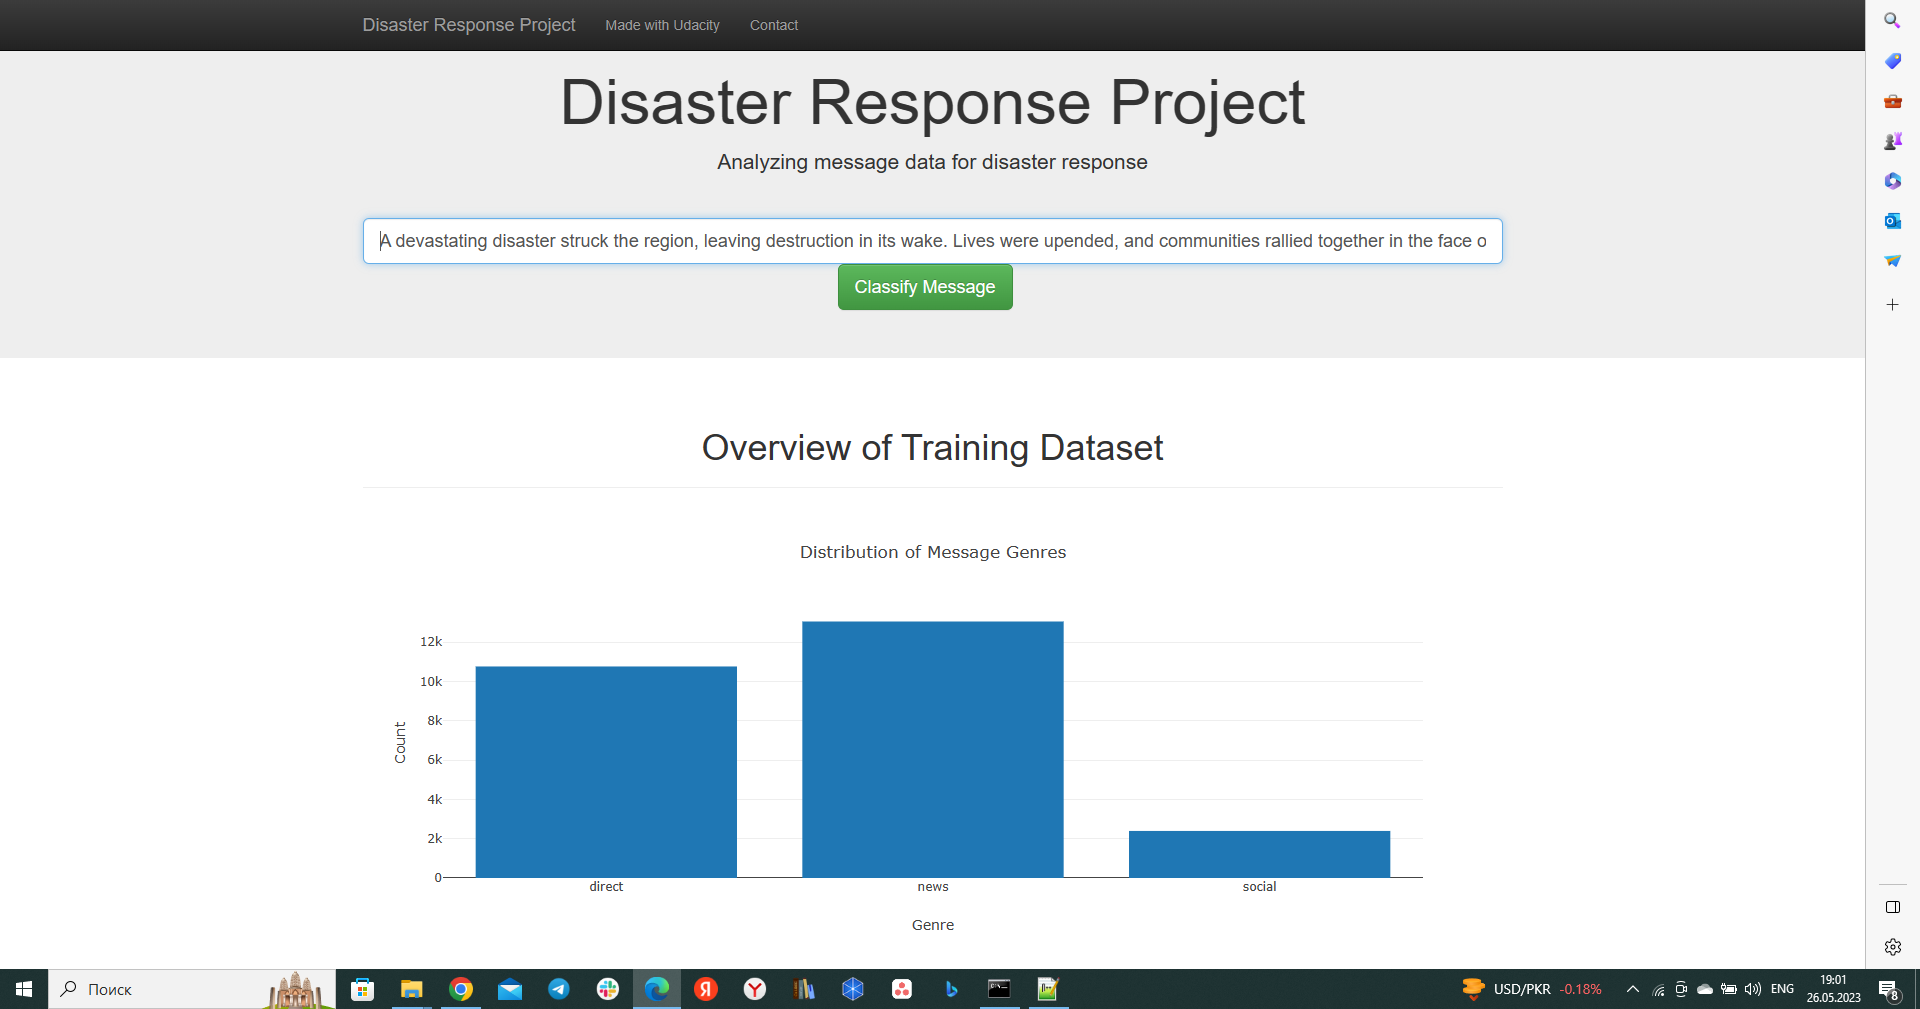 Disaster Response Project Made with Udacity Contact
Disaster Response Project
Analyzing message data for disaster response
A devastating disaster struck the region, leaving destruction in its wake. Lives were upended, and communities rallied together in the face o
Classify Message
Overview of Training Dataset
Distribution of Message Genres
12k
10k
8k
6k
4k
2k
0
Count
direct news social
Genre
Поиск
USD/PKR -0.18%
ENG
19:01
26.05.2023
8